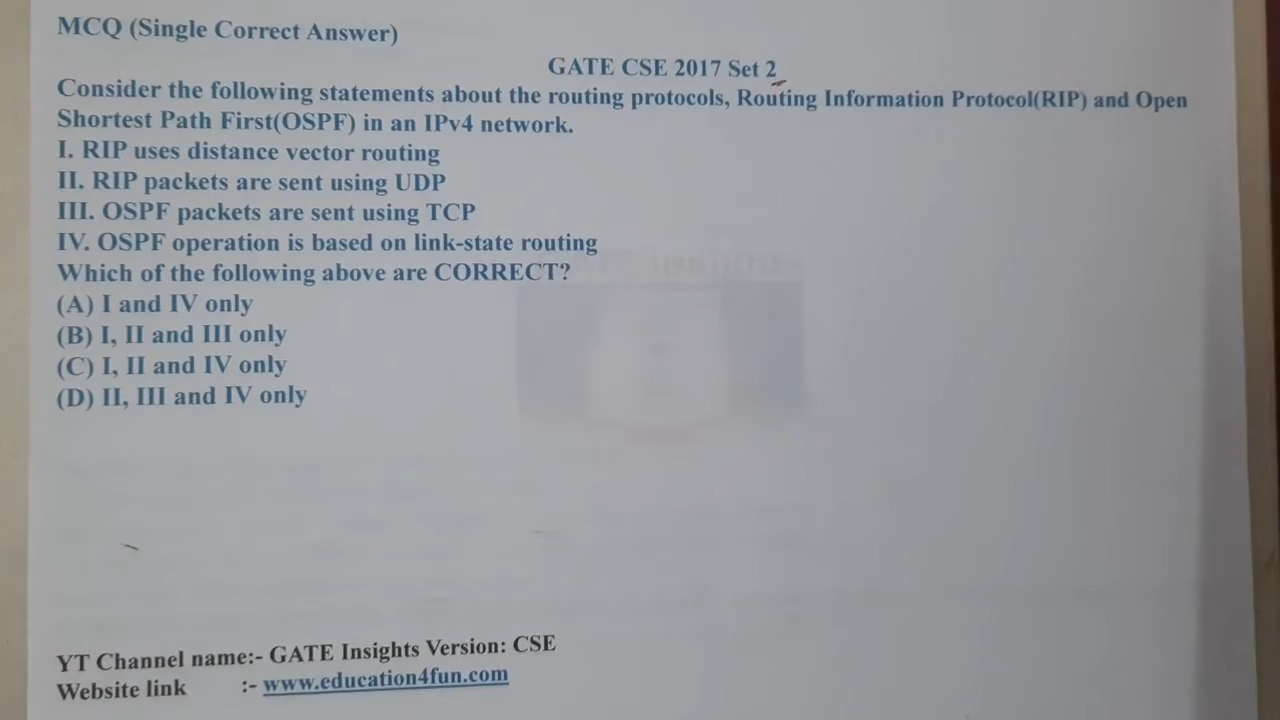 MCQ (Single Correct Answer)
GATE CSE 2017 Set 2
Consider the following statements about the routing protocols, Routing Information Protocol(RIP) and Open
Shortest Path First(OSPF) in an IPv4 network.
I. RIP uses distance vector routing
II. RIP packets are sent using UDP
III. OSPF packets are sent using TCP
IV. OSPF operation is based on link-state routing
Which of the following above are CORRECT?
(A) I and IV only
(B) I, II and III only
(C) I, II and IV only
(D) II, III and IV only
YT Channel name:- GATE Insights Version: CSE
Website link :- www.education4fun.com